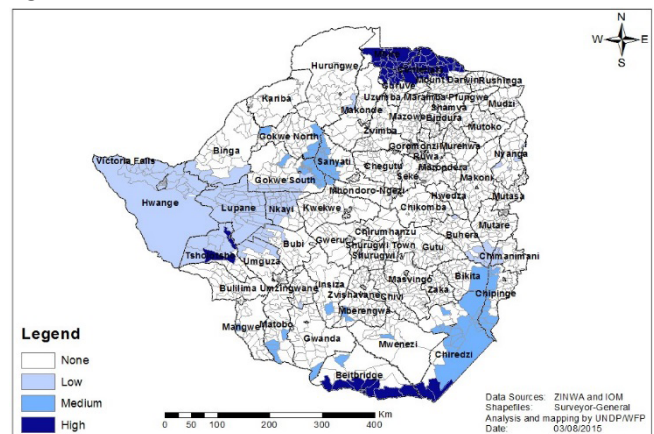 N
W E
S
Hurungwe
Mount Darwin Rushinga
Guruve
Kariba
Uzumba Maramba Pfungwe
Makonde
Shamva
Mudzi
Mazowe Bindura
Gokwe North
Zvimba
Mutoko
Binga
Sanyati
Goromonzi Murehwa
Nyanga
Victoria Falls
Chegutu
Ruwa
Gokwe South
Seke Marondera
Makoni
Mhondoro-Ngezi
Hwange
Lupane Nkayi
Kwekwe
Hwedza
Mutasa
Chikomba
Mutare
Chirumhanzu
Buhera
Bubi
Gweru
Shurugwi Town Gutu
Chimanimani
Umguza
Shurugwi
Bikita
Bulilima Umzingwane
Insiza
Masvingo
Chipinge
Zvishavane Chivi
Zaka
Mangwe Matobo
Mberengwa
Gwanda
Mwenezi
Chiredzi
Beitbridge
Legend
None
Low
Medium
High
0 50 100 200 300 400
Km
Data Sources: ZINWA and IOM
Shapefiles: Surveyor-General
Analysis and mapping by UNDP/WFP
Date: 03/08/2015